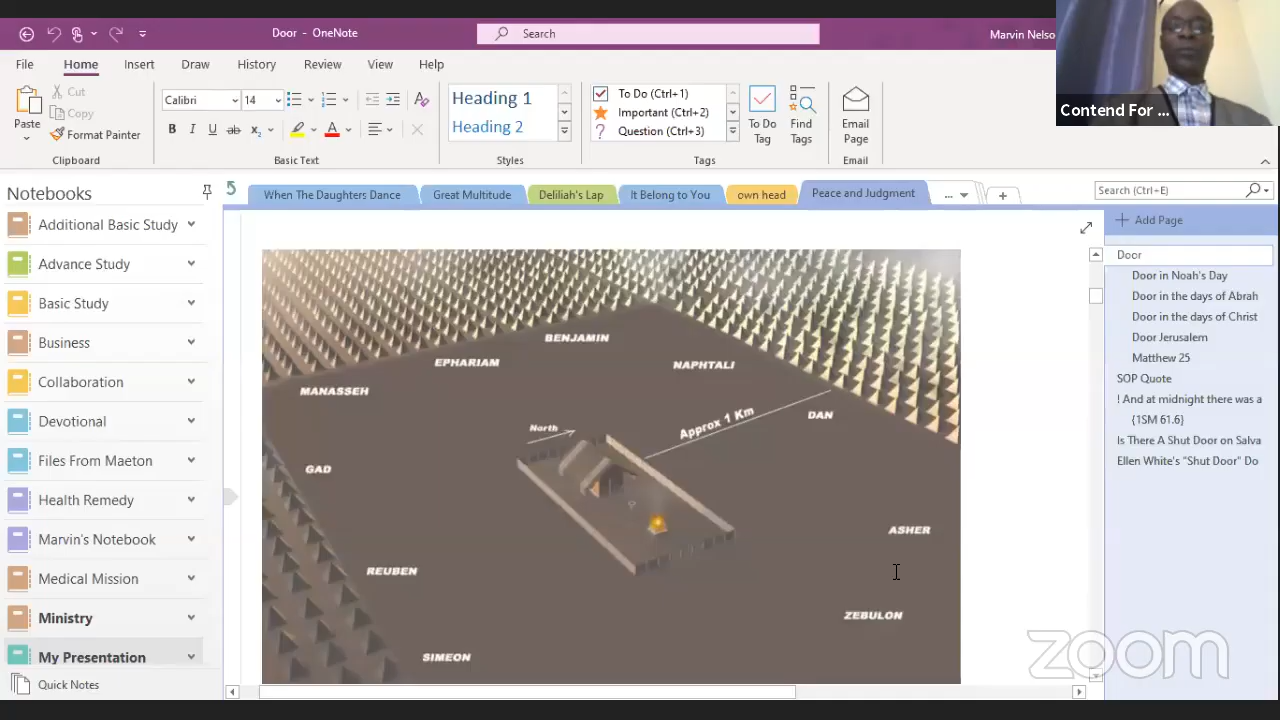 Door - OneNote
Search
Marvin Nelso
File Home Insert Draw History Review View Help
Contend For ...
Paste
Cut
Copy
Format Painter
Clipboard
Calibri 14
B I U ab x2 A
Basic Text
Heading 1
Heading 2
Styles
To Do (Ctrl+1)
Important (Ctrl+2)
Question (Ctrl+3)
Tags
To Do
Tag
Find
Tags
Email
Page
Email
Notebooks
When The Daughters Dance Great Multitude Deliliah's Lap It Belong to You own head Peace and Judgment ...
Search (Ctrl+E)
Additional Basic Study
Advance Study
Basic Study
Business
Collaboration
Devotional
Files From Maeton
Health Remedy
Marvin's Notebook
Medical Mission
Ministry
My Presentation
Quick Notes
BENJAMIN
EPHARIAM
NAPHTALI
MANASSEH
Approx 1 Km
DAN
North
GAD
ASHER
REUBEN
ZEBULON
SIMEON
Add Page
Door
Door in Noah's Day
Door in the days of Abrah
Door in the days of Christ
Door Jerusalem
Matthew 25
SOP Quote
! And at midnight there was a
{1SM 61.6}
Is There A Shut Door on Salva
Ellen White's "Shut Door" Do
zoom